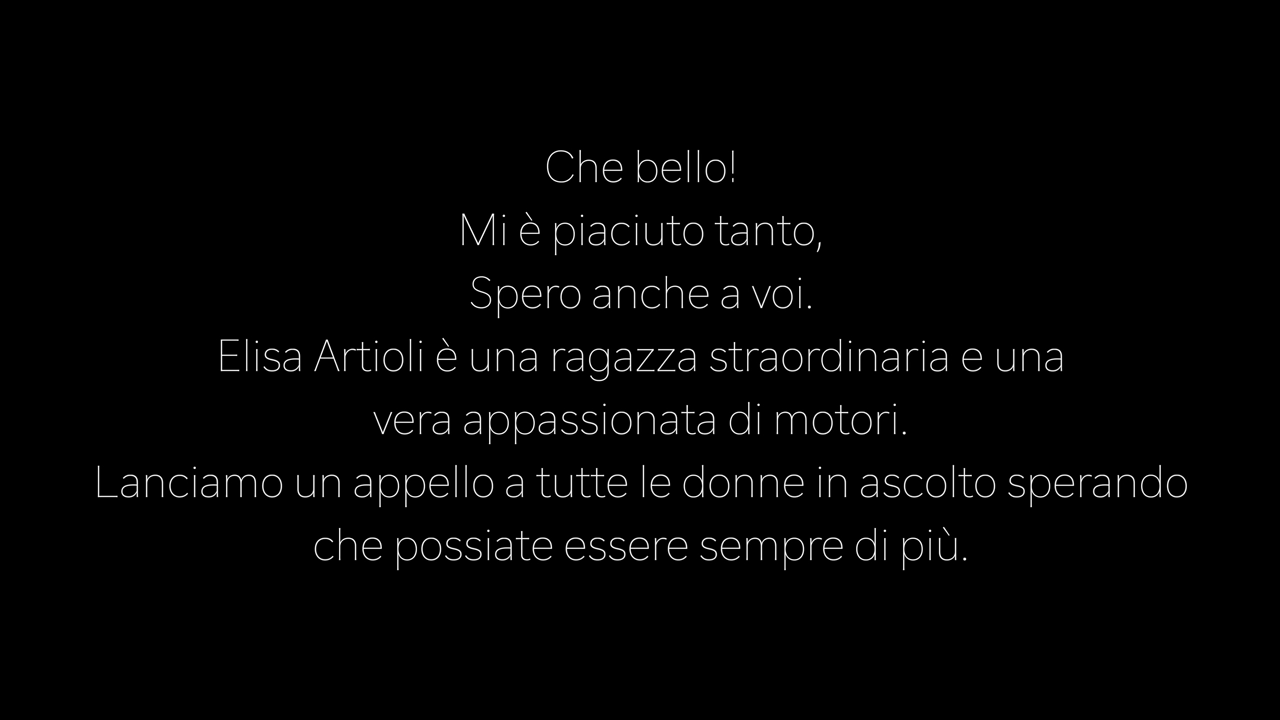 Che bello!
Mi è piaciuto tanto,
Spero anche a voi.
Elisa Artioli è una ragazza straordinaria e una
vera appassionata di motori.
Lanciamo un appello a tutte le donne in ascolto sperando
che possiate essere sempre di più.